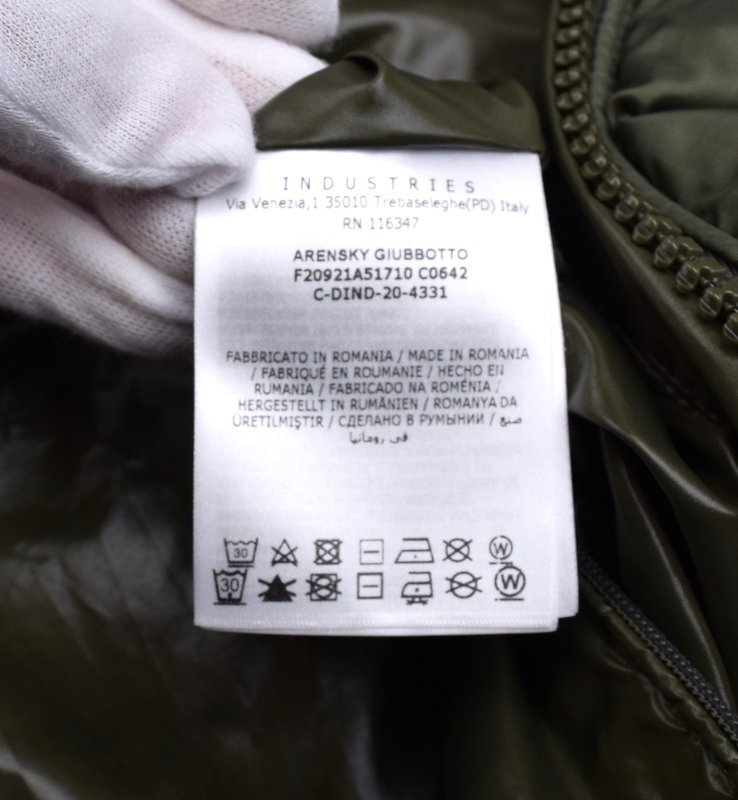 INDUSTRIES
Via Venezia,1 35010 Trebaseleghe(PD) Italy
RN 116347
ARENSKY GIUBBOTTO
F20921A51710 C0642
C-DIND-20-4331
FABBRICATO IN ROMANIA / MADE IN ROMANIA
/ FABRIQUÉ EN ROUMANIE / HECHO EN
RUMANIA / FABRICADO NA ROMÉNIA /
HERGESTELLT IN RUMÄNIEN / ROMANYA DA
ÜRETILMIŞTIR / СДЕЛАНО В РУМЫНИИ / صنع
في رومانيا
30 W
30 W